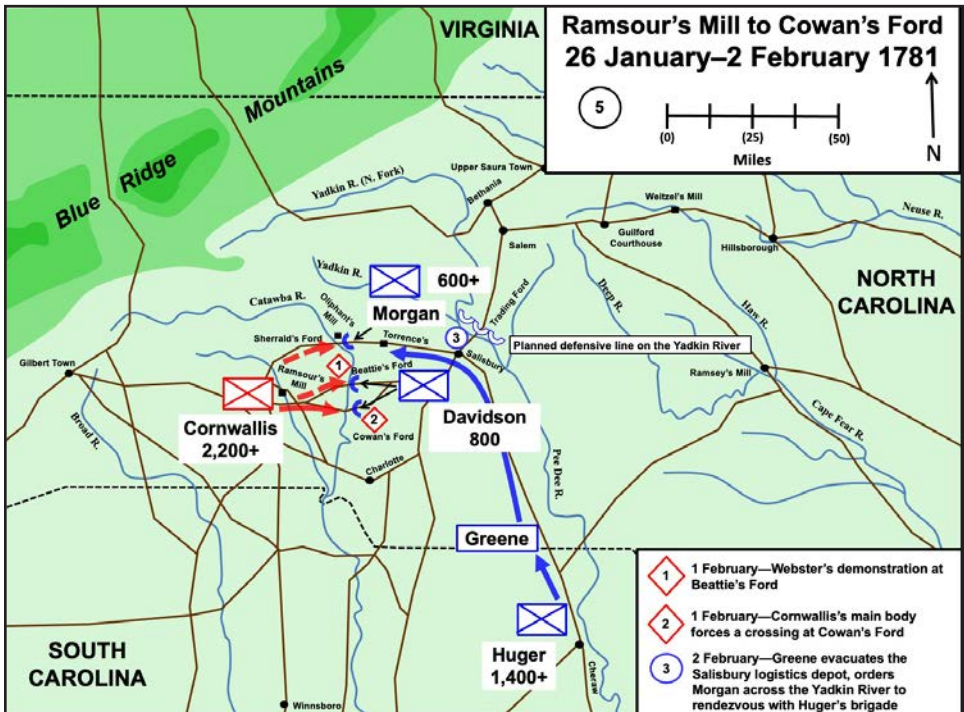 VIRGINIA
Ramsour's Mill to Cowan's Ford
26 January–2 February 1781
5
(0)
(25)
(50)
Miles
N
Blue Ridge Mountains
Yadkin R. (N. Fork)
Upper Saura Town
Bethania
Salem
Weitzel's Mill
Guilford
Courthouse
Hillsborough
Neuse R.
NORTH
CAROLINA
Yadkin R.
600+
Morgan
Catawba R.
Oliphant's
Mill
Sherrald's Ford
Torrence's
3
Salisbury
Trading Ford
Deep R.
Haw R.
Planned defensive line on the Yadkin River
Gilbert Town
Ramsour's
Mill
1
Beattie's Ford
Ramsey's Mill
Cornwallis
2,200+
2
Cowan's Ford
Davidson
800
Cape Fear R.
Broad R.
Charlotte
Pee Dee R.
Greene
SOUTH
CAROLINA
Huger
1,400+
Cheraw
Winnsboro
1
1 February—Webster's demonstration at
Beattie's Ford
2
1 February—Cornwallis's main body
forces a crossing at Cowan's Ford
3
2 February—Greene evacuates the
Salisbury logistics depot, orders
Morgan across the Yadkin River to
rendezvous with Huger's brigade